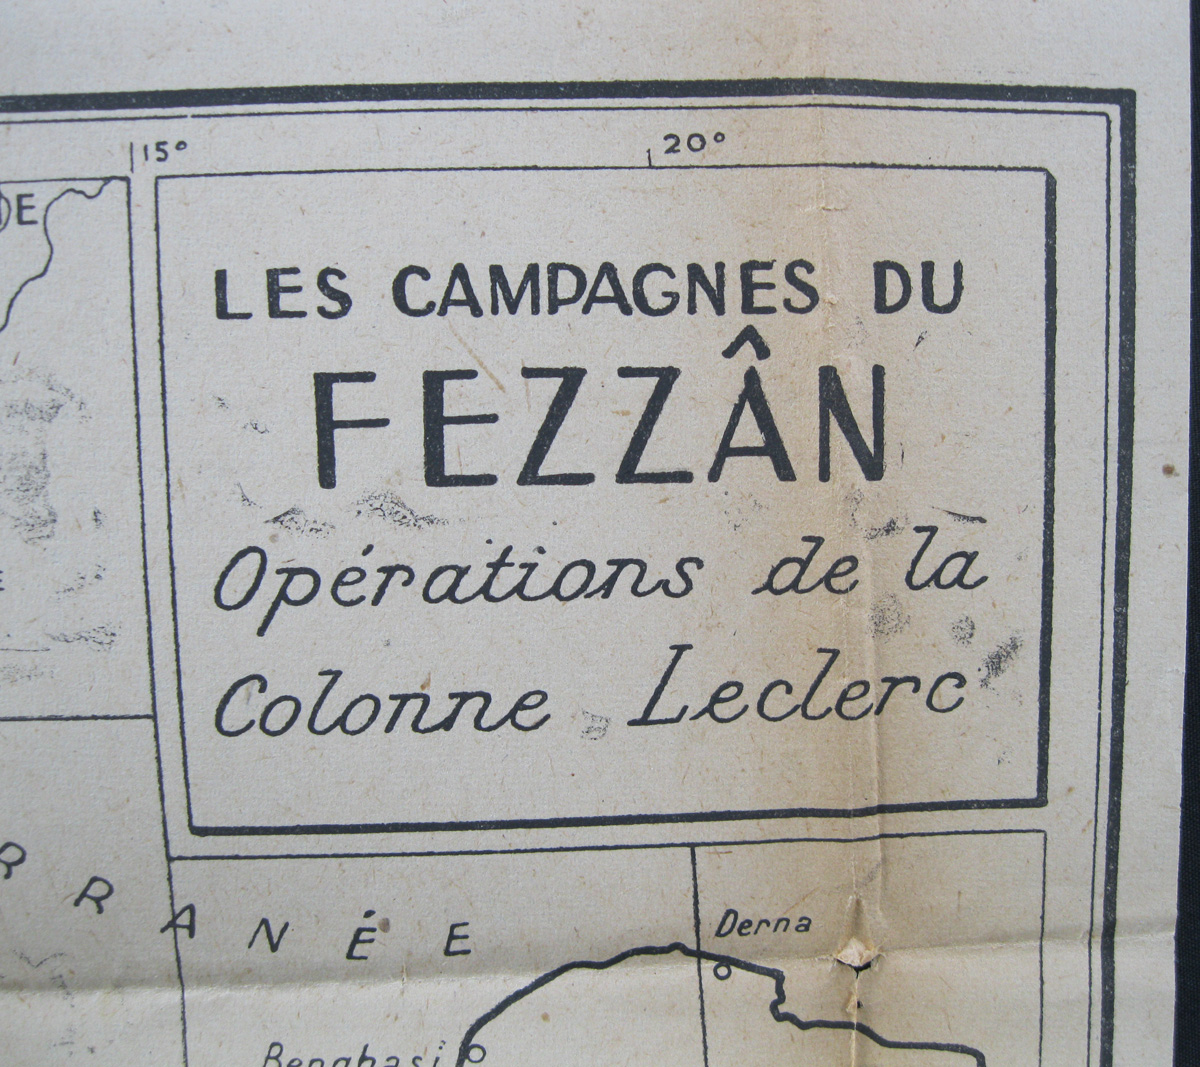 15° 20°
LES CAMPAGNES DU
FEZZÂN
Opérations de la
Colonne Leclerc
R R A N É E
Derna
Benghasi